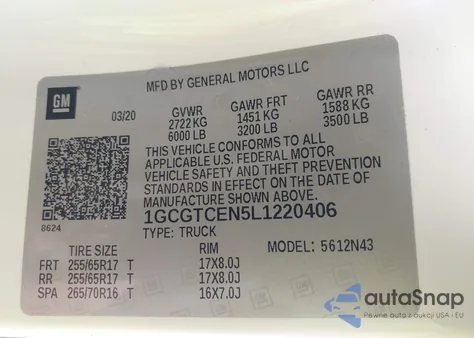 MFD BY GENERAL MOTORS LLC
GM
03/20
GVWR GAWR FRT GAWR RR
2722 KG 1451 KG 1588 KG
6000 LB 3200 LB 3500 LB
THIS VEHICLE CONFORMS TO ALL
APPLICABLE U.S. FEDERAL MOTOR
VEHICLE SAFETY AND THEFT PREVENTION
STANDARDS IN EFFECT ON THE DATE OF
MANUFACTURE SHOWN ABOVE.
1GCGTCEN5L1220406
8624
TYPE: TRUCK
TIRE SIZE RIM MODEL: 5612N43
FRT 255/65R17 T 17X8.0J
RR 255/65R17 T 17X8.0J
SPA 265/70R16 T 16X7.0J
autoSnap
Pewne auta z aukcji USA i EU